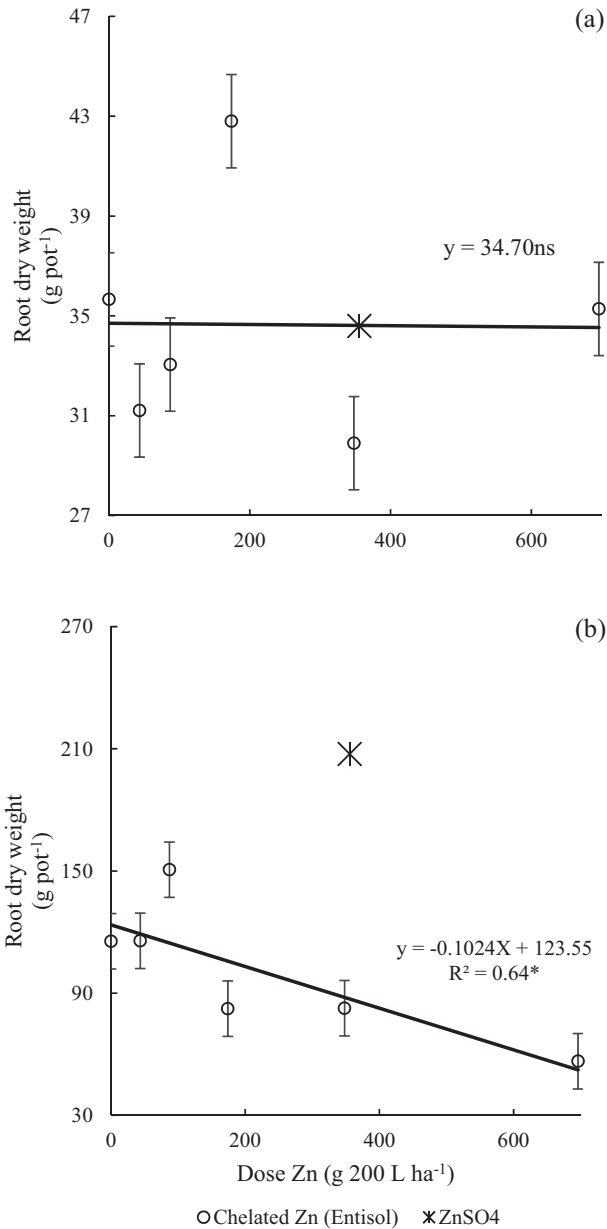 (a)
47
43
39
35
31
27
Root dry weight
(g pot⁻¹)
y = 34.70ns
0
200
400
600
(b)
270
210
150
90
30
Root dry weight
(g pot⁻¹)
y = -0.1024X + 123.55
R² = 0.64*
0
200
400
600
Dose Zn (g 200 L ha⁻¹)
Chelated Zn (Entisol)
ZnSO4